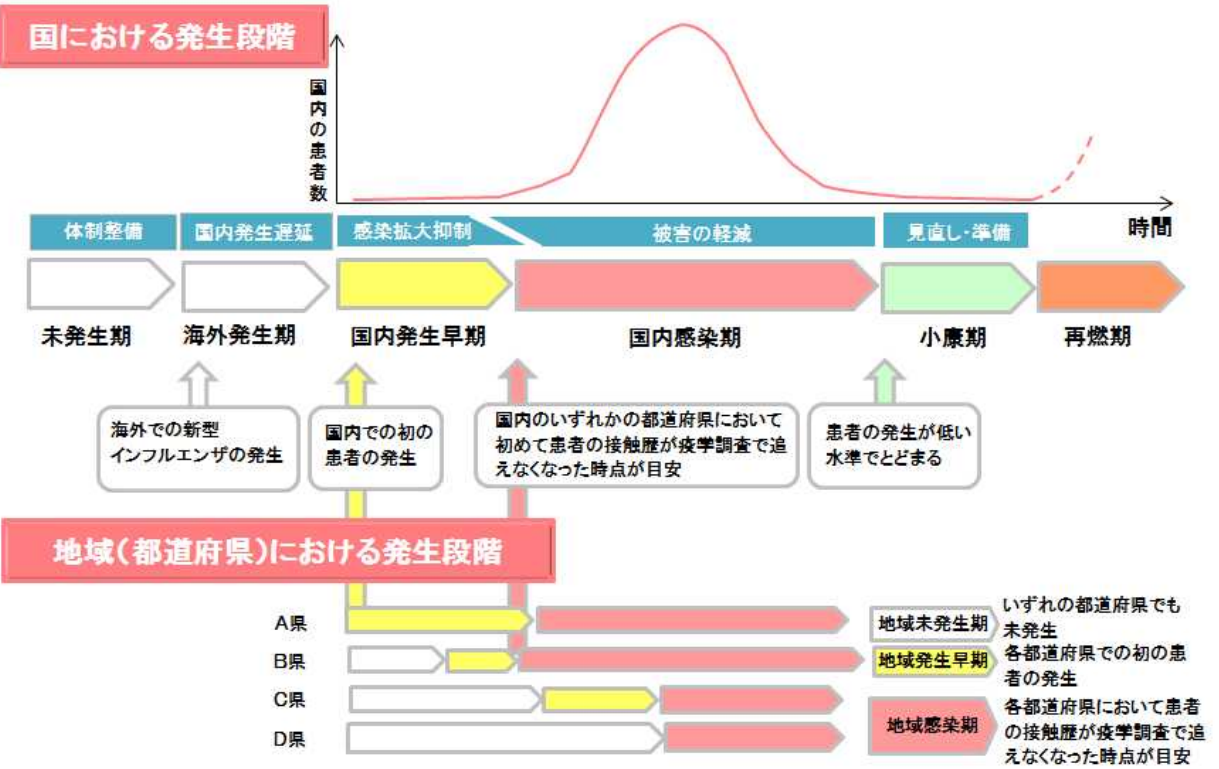 国における発生段階
国内の患者数
時間
体制整備
国内発生遅延
感染拡大抑制
被害の軽減
見直し・準備
未発生期
海外発生期
国内発生早期
国内感染期
小康期
再燃期
海外での新型
インフルエンザの発生
国内での初の
患者の発生
国内のいずれかの都道府県において
初めて患者の接触歴が疫学調査で追
えなくなった時点が目安
患者の発生が低い
水準でとどまる
地域(都道府県)における発生段階
A県
B県
C県
D県
地域未発生期
いずれの都道府県でも
未発生
地域発生早期
各都道府県での初の患
者の発生
地域感染期
各都道府県において患者
の接触歴が疫学調査で追
えなくなった時点が目安